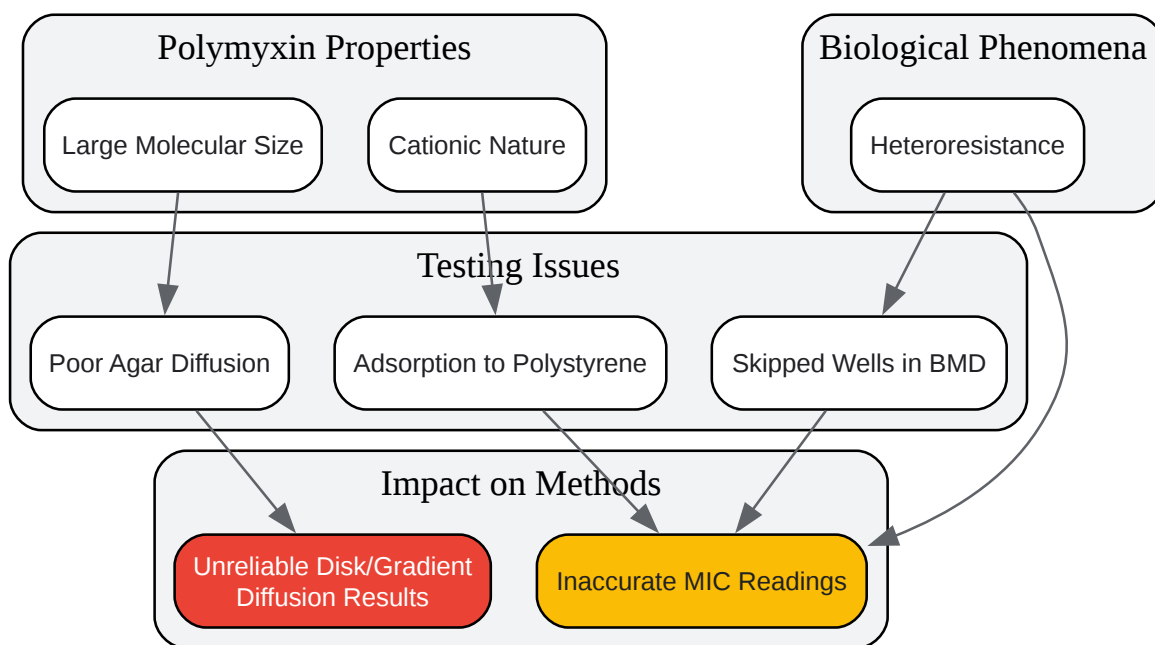 Polymyxin Properties
Biological Phenomena
Large Molecular Size
Cationic Nature
Heteroresistance
Testing Issues
Poor Agar Diffusion
Adsorption to Polystyrene
Skipped Wells in BMD
Impact on Methods
Unreliable Disk/Gradient
Diffusion Results
Inaccurate MIC Readings